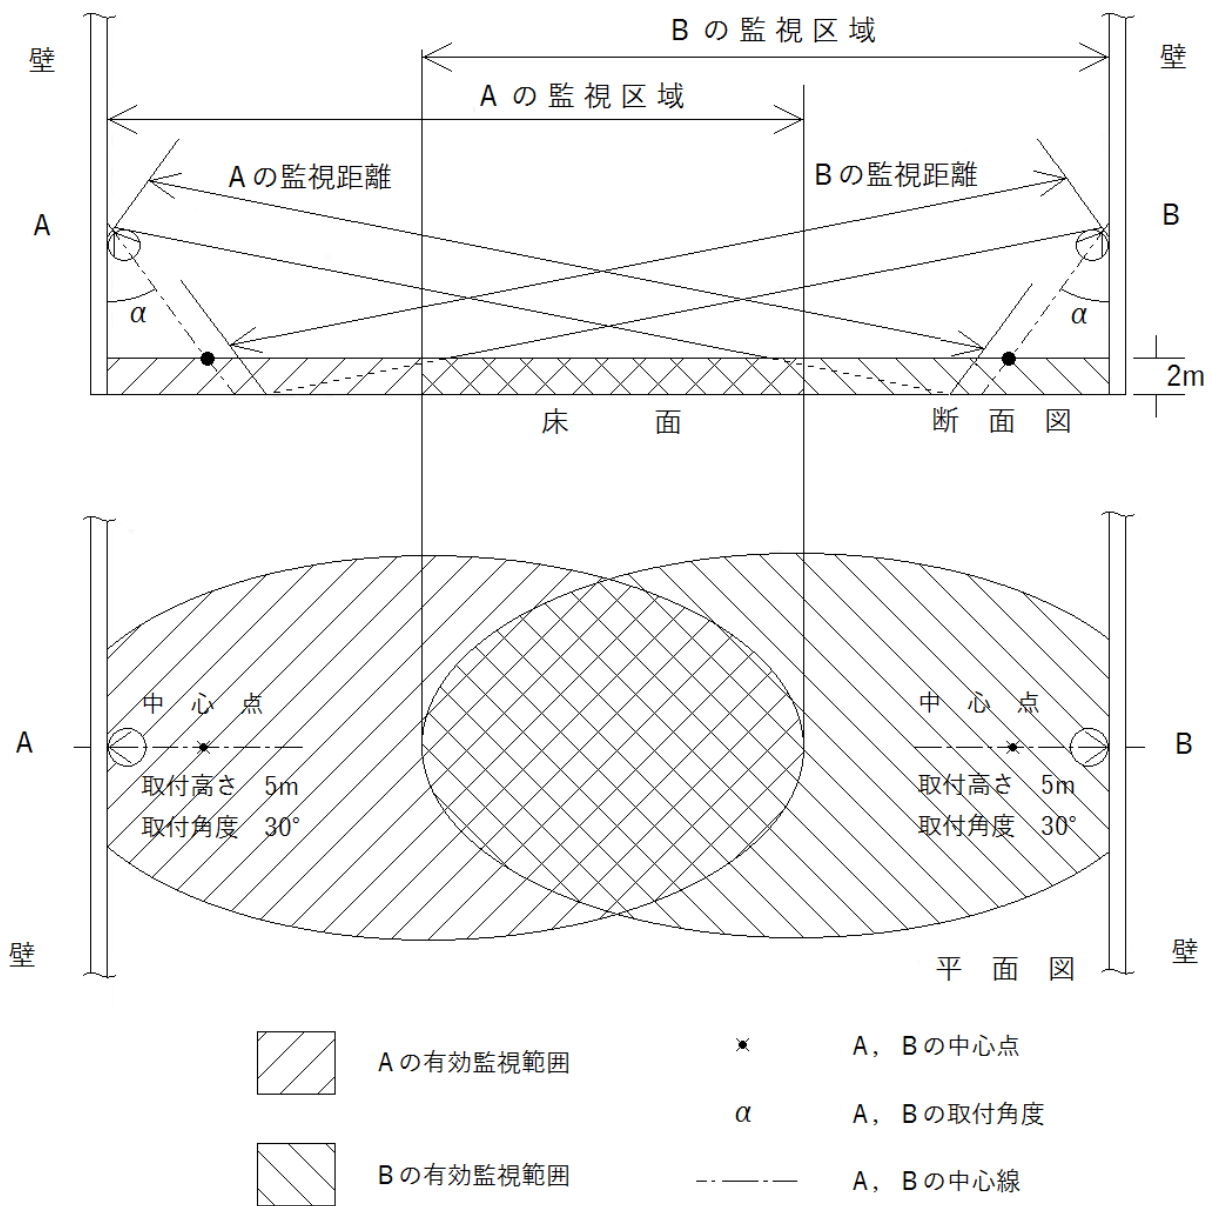 Bの監視区域
壁
壁
Aの監視区域
Aの監視距離
Bの監視距離
A
B
α
α
2m
床面
断面図
中心点
中心点
A
B
取付高さ 5m
取付高さ 5m
取付角度 30°
取付角度 30°
壁
壁
平面図
Aの有効監視範囲
A，Bの中心点
α
A，Bの取付角度
Bの有効監視範囲
A，Bの中心線